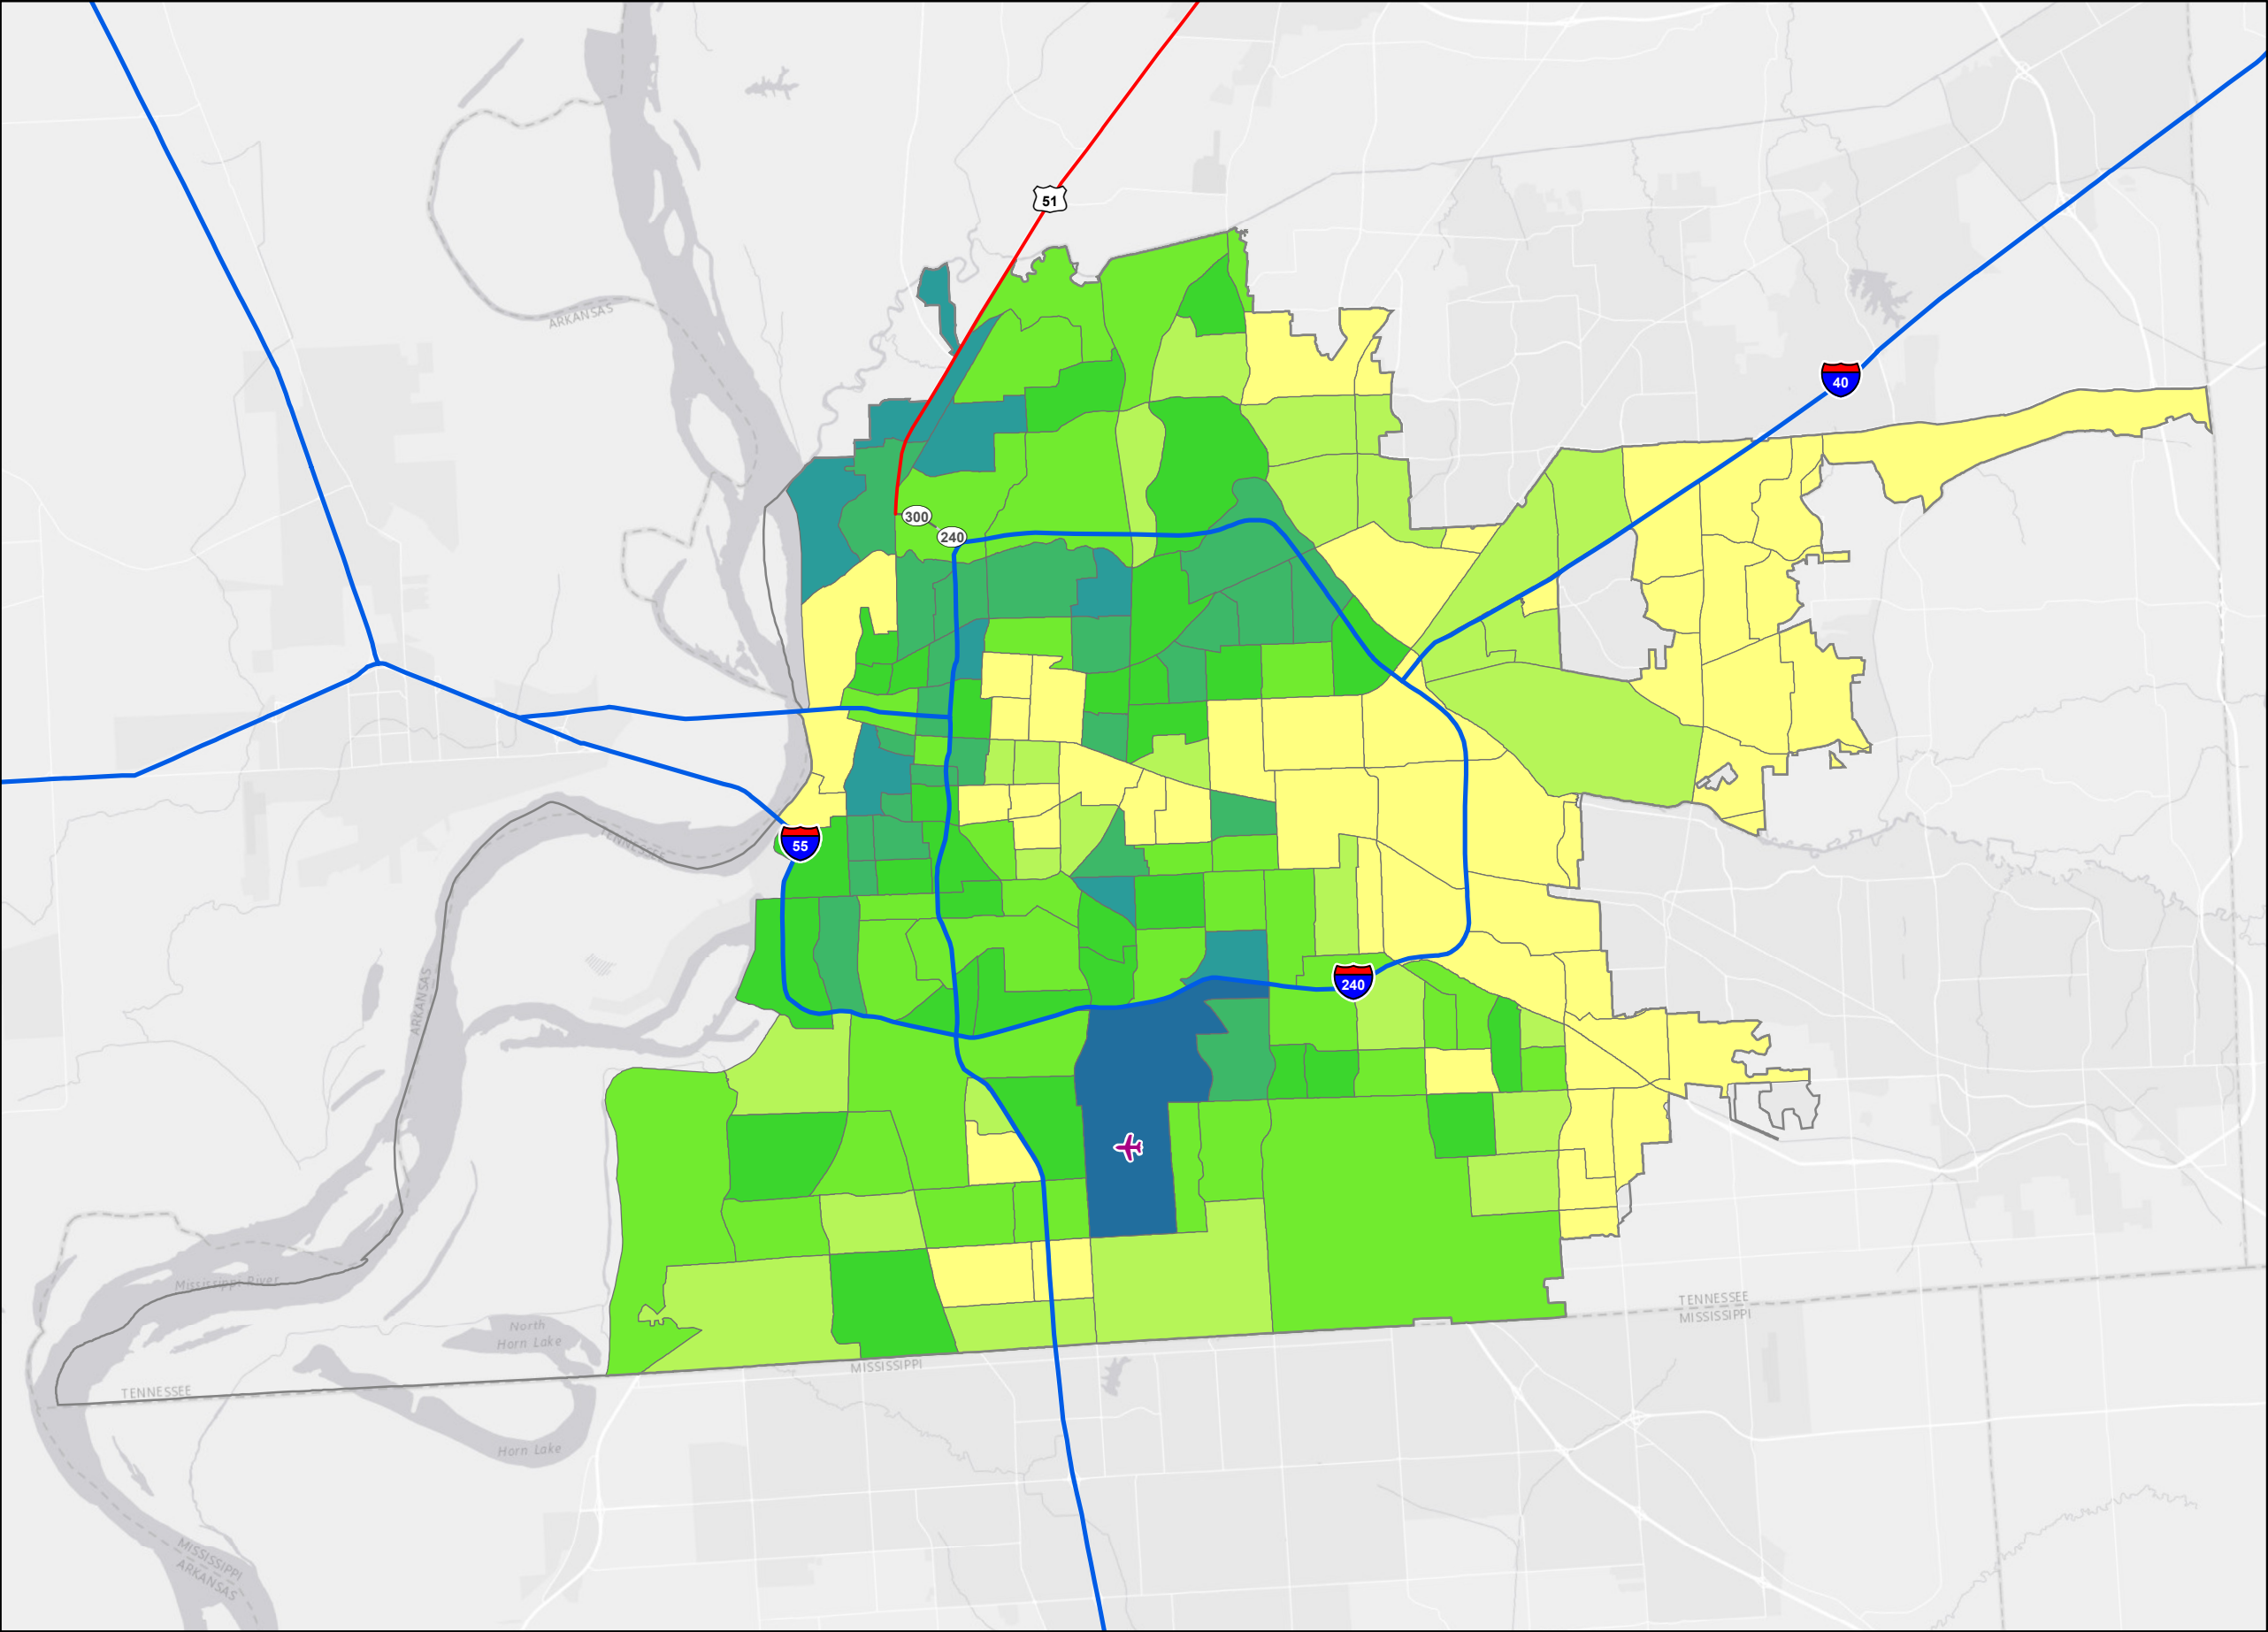 51
ARKANSAS
40
300
240
TENNESSEE
55
ARKANSAS
240
Mississippi River
TENNESSEE
MISSISSIPPI
North
Horn Lake
MISSISSIPPI
TENNESSEE
Horn Lake
MISSISSIPPI
ARKANSAS